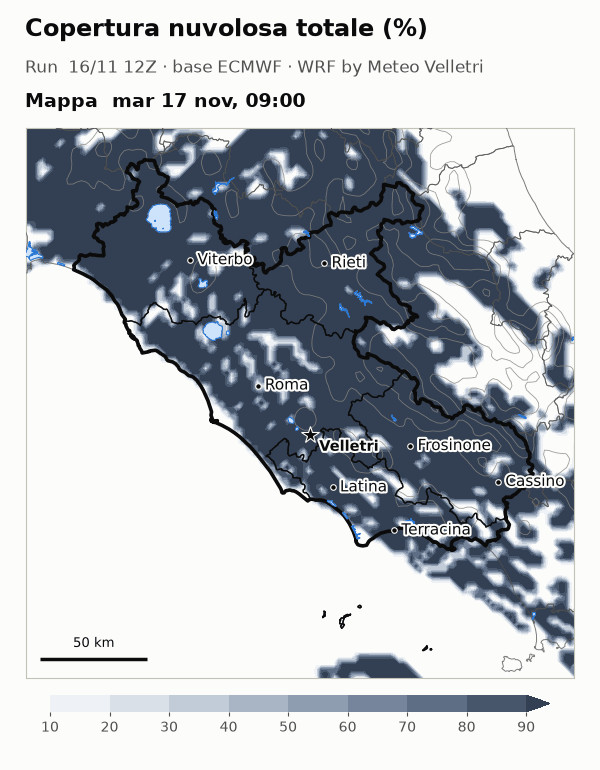 Copertura nuvolosa totale (%)
Run  16/11 12Z · base ECMWF · WRF by Meteo Velletri
Mappa  mar 17 nov, 09:00
Viterbo
Rieti
Roma
Velletri
Frosinone
Latina
Cassino
Terracina
50 km
10 20 30 40 50 60 70 80 90